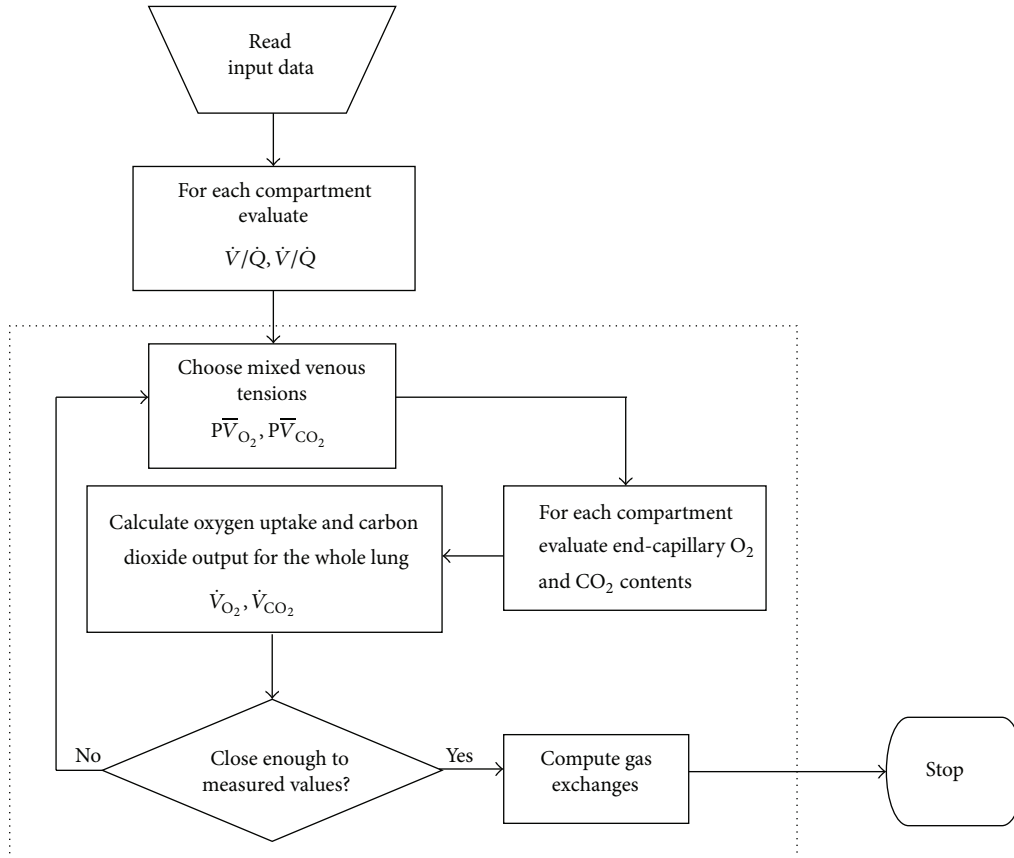 Read
input data
For each compartment
evaluate
V̇/Q̇, V̇/Q̇
Choose mixed venous
tensions
PV̅O₂, PV̅CO₂
For each compartment
evaluate end-capillary O₂
and CO₂ contents
Calculate oxygen uptake and carbon
dioxide output for the whole lung
V̇O₂, V̇CO₂
Close enough to
measured values?
No
Yes
Compute gas
exchanges
Stop